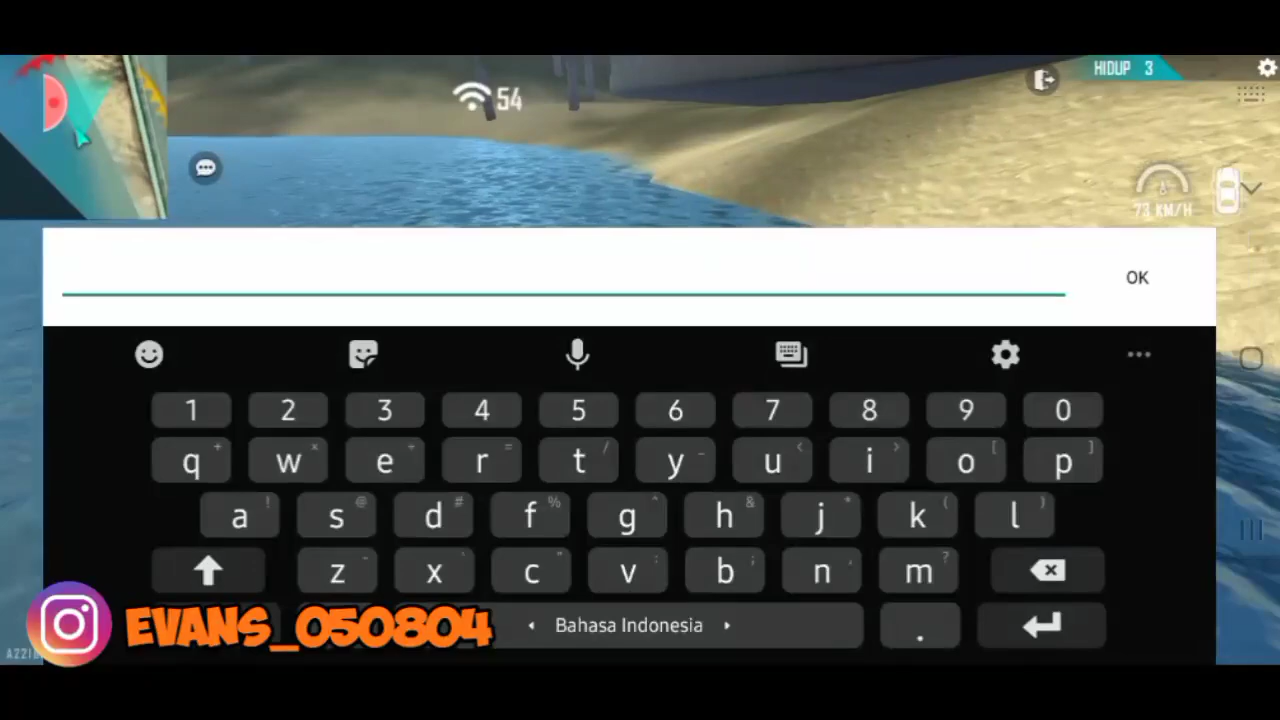 HIDUP 3
54
73 KM/H
OK
1 2 3 4 5 6 7 8 9 0
q w e r t y u i o p
a s d f g h j k l
z x c v b n m
EVANS_050804
Bahasa Indonesia
.